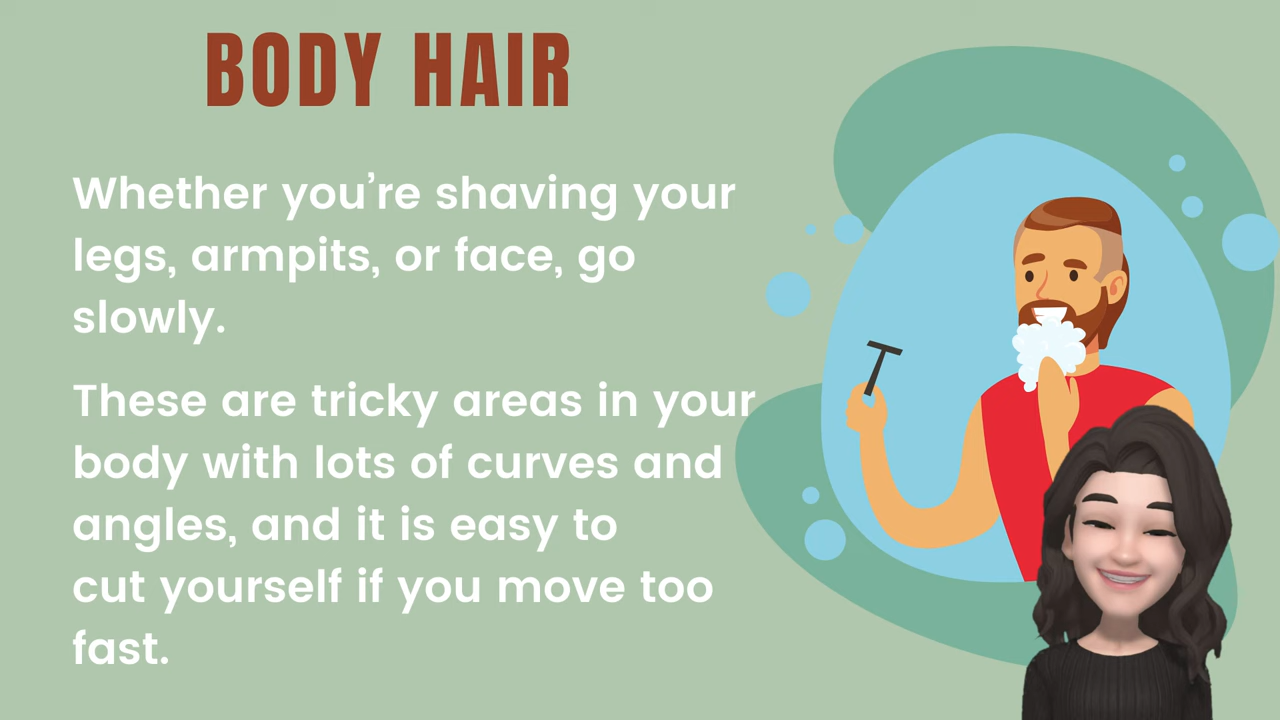 BODY HAIR
Whether you’re shaving your
legs, armpits, or face, go
slowly.
These are tricky areas in your
body with lots of curves and
angles, and it is easy to
cut yourself if you move too
fast.